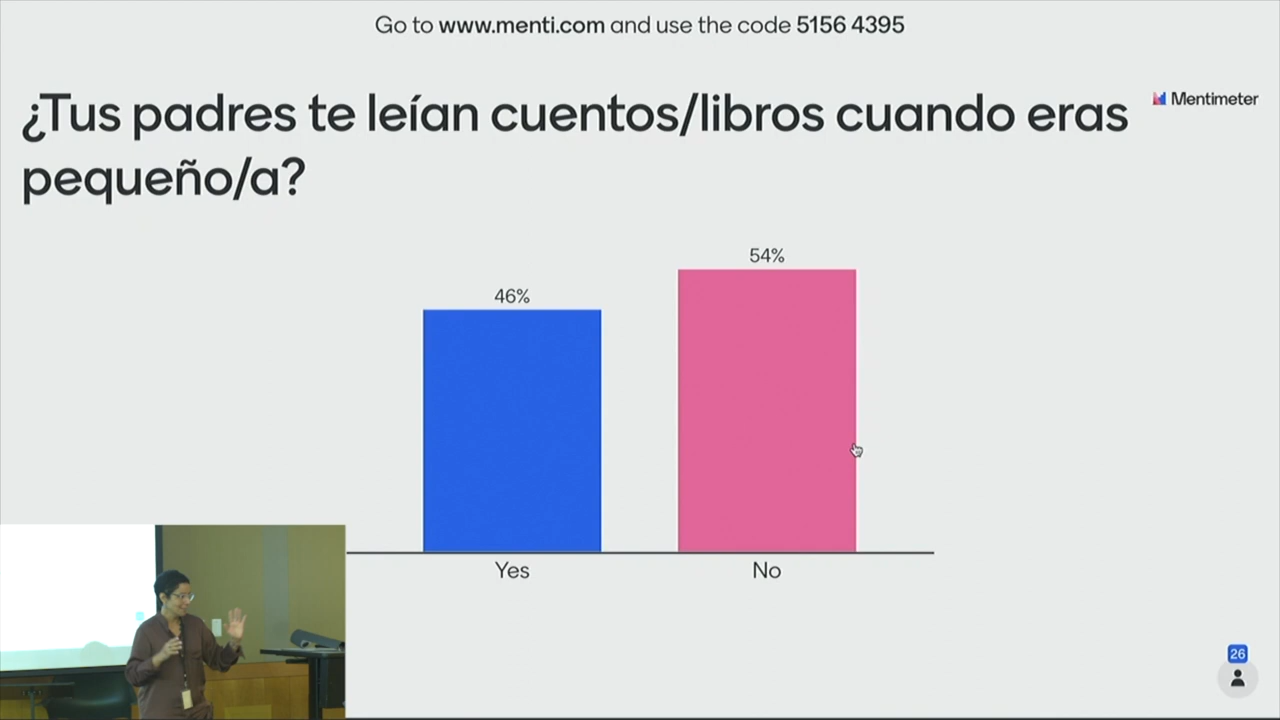 Go to www.menti.com and use the code 5156 4395
¿Tus padres te leían cuentos/libros cuando eras
pequeño/a?
Mentimeter
46%
54%
Yes
No
26